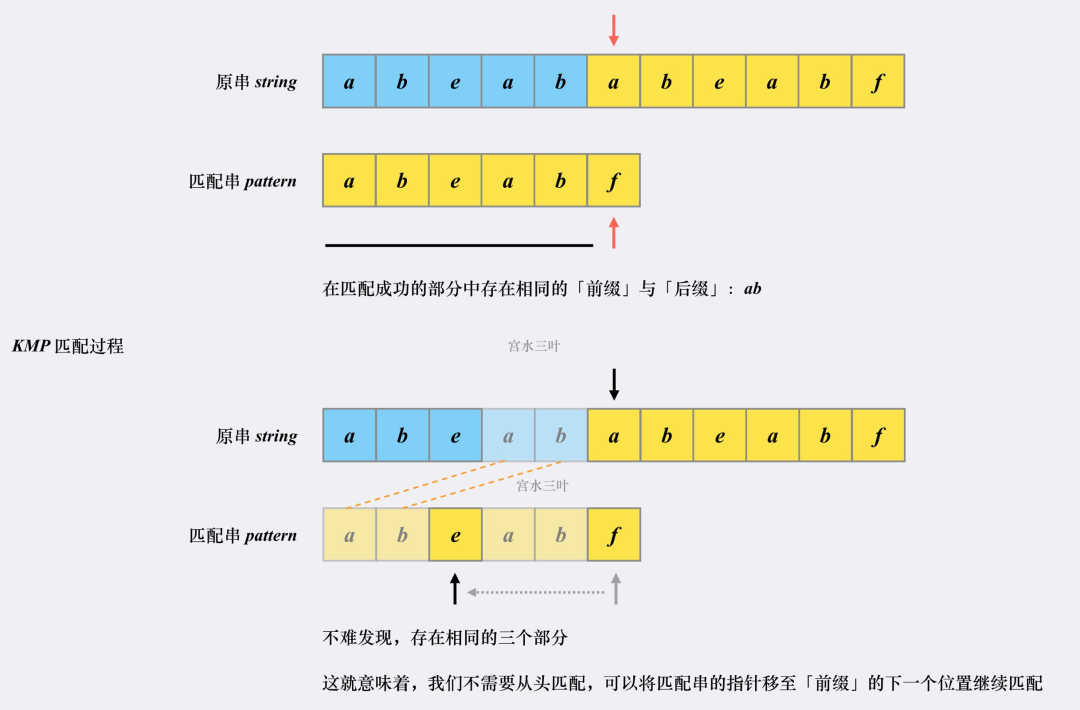 原串 string a b e a b a b e a b f
匹配串 pattern a b e a b f
在匹配成功的部分中存在相同的「前缀」与「后缀」：ab
KMP 匹配过程 宫水三叶
原串 string a b e a b a b e a b f
宫水三叶
匹配串 pattern a b e a b f
不难发现，存在相同的三个部分
这就意味着，我们不需要从头匹配，可以将匹配串的指针移至「前缀」的下一个位置继续匹配